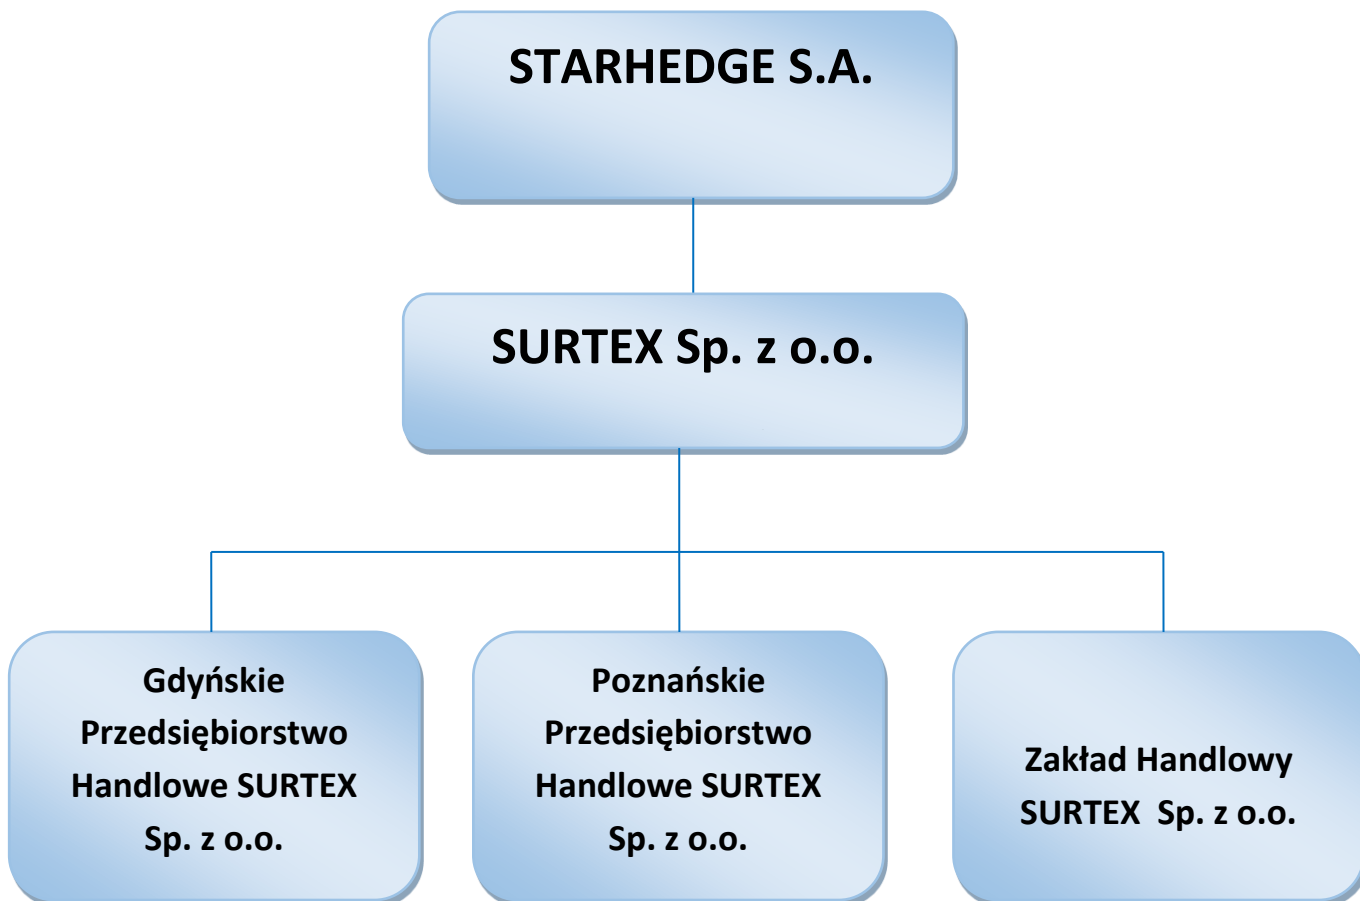 STARHEDGE S.A.
SURTEX Sp. z o.o.
Gdyńskie
Przedsiębiorstwo
Handlowe SURTEX
Sp. z o.o.
Poznańskie
Przedsiębiorstwo
Handlowe SURTEX
Sp. z o.o.
Zakład Handlowy
SURTEX  Sp. z o.o.